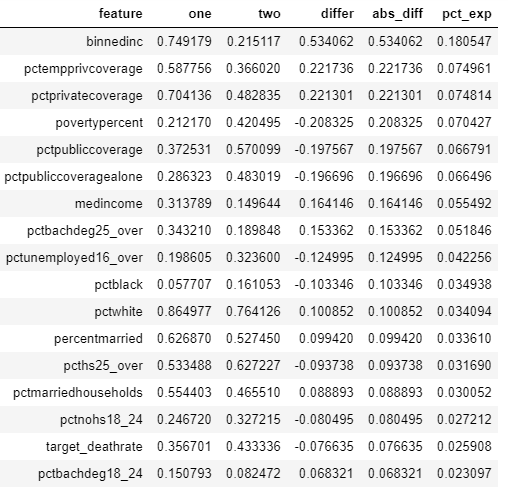 feature one two differ abs_diff pct_exp
binnedinc 0.749179 0.215117 0.534062 0.534062 0.180547
pctempprivcoverage 0.587756 0.366020 0.221736 0.221736 0.074961
pctprivatecoverage 0.704136 0.482835 0.221301 0.221301 0.074814
povertypercent 0.212170 0.420495 -0.208325 0.208325 0.070427
pctpubliccoverage 0.372531 0.570099 -0.197567 0.197567 0.066791
pctpubliccoveragealone 0.286323 0.483019 -0.196696 0.196696 0.066496
medincome 0.313789 0.149644 0.164146 0.164146 0.055492
pctbachdeg25_over 0.343210 0.189848 0.153362 0.153362 0.051846
pctunemployed16_over 0.198605 0.323600 -0.124995 0.124995 0.042256
pctblack 0.057707 0.161053 -0.103346 0.103346 0.034938
pctwhite 0.864977 0.764126 0.100852 0.100852 0.034094
percentmarried 0.626870 0.527450 0.099420 0.099420 0.033610
pcths25_over 0.533488 0.627227 -0.093738 0.093738 0.031690
pctmarriedhouseholds 0.554403 0.465510 0.088893 0.088893 0.030052
pctnohs18_24 0.246720 0.327215 -0.080495 0.080495 0.027212
target_deathrate 0.356701 0.433336 -0.076635 0.076635 0.025908
pctbachdeg18_24 0.150793 0.082472 0.068321 0.068321 0.023097